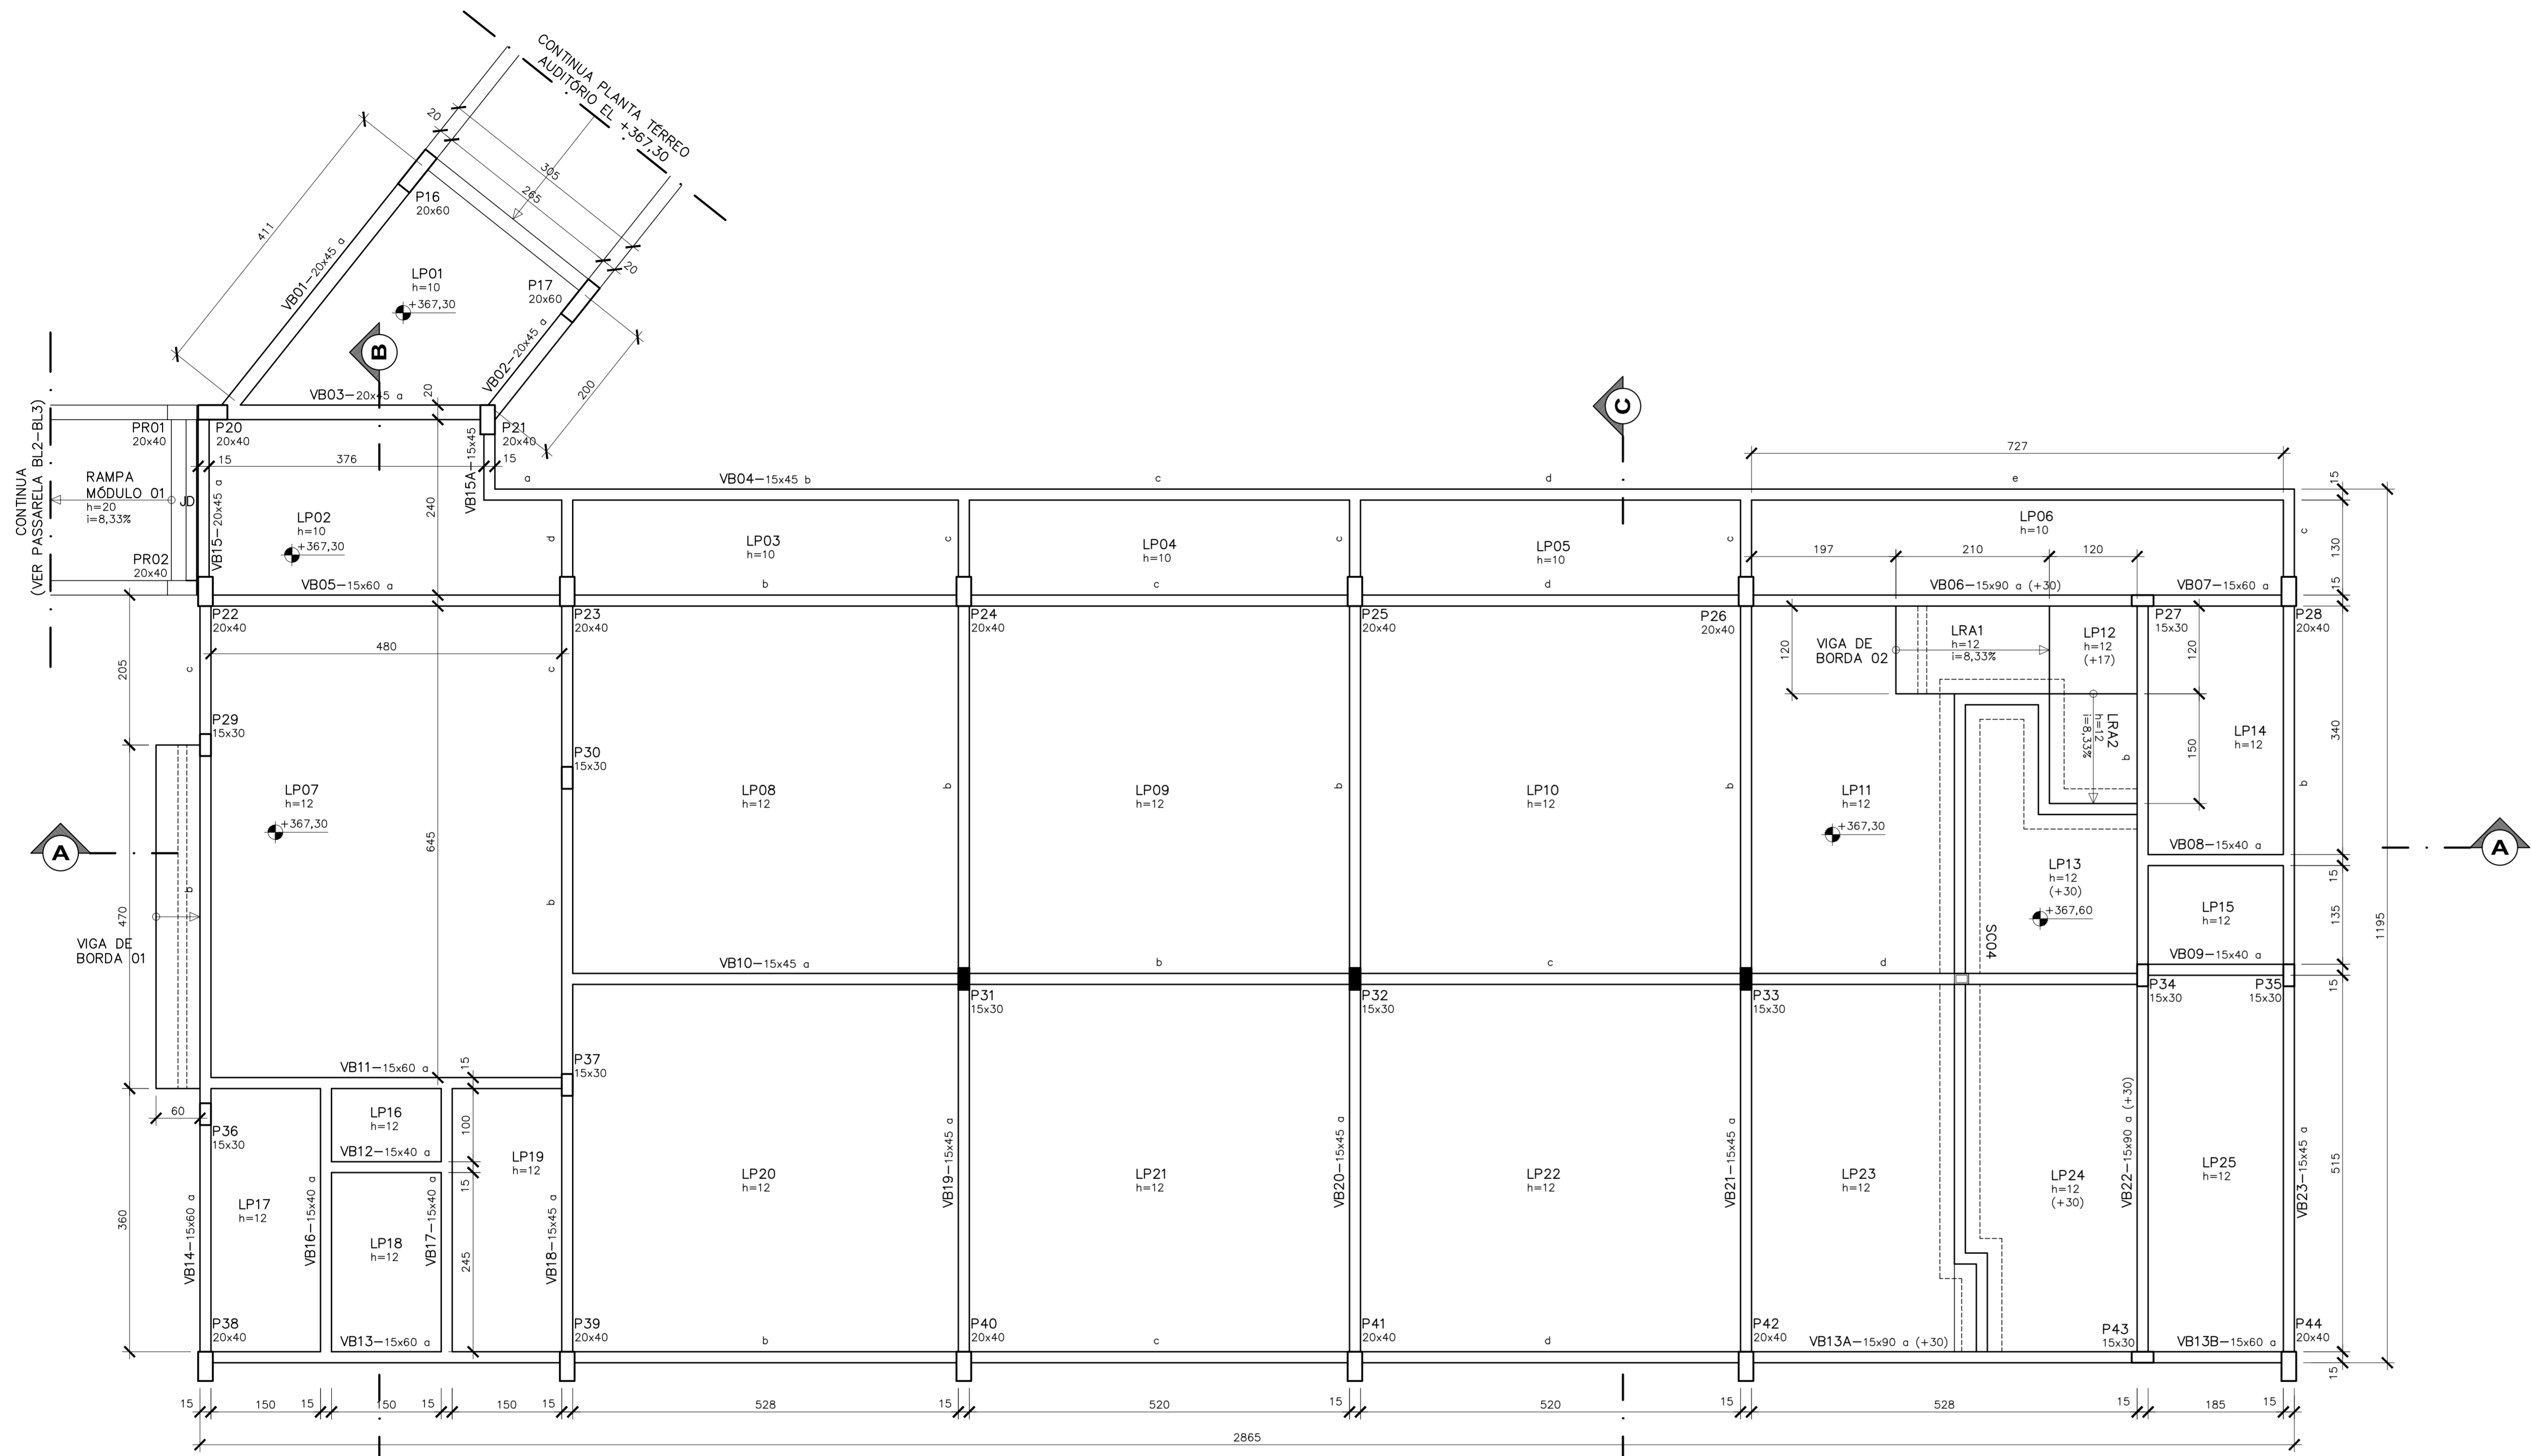 CONTINUA PLANTA TÉRREO
AUDITÓRIO EL +367,30
20
305
265
20
411
P16
20x60
VB01-20x45 a
LP01
h=10
+367,30
P17
20x60
VB02-20x45 a
200
B
C
CONTINUA
(VER PASSARELA BL2-BL3)
VB03-20x45 a
20
PR01
20x40
P20
20x40
P21
20x40
15
376
15
VB15A-15x45
RAMPA
MÓDULO 01
h=20
i=8,33%
JD
VB15-20x45 a
240
a
VB04-15x45 b
c
d
e
727
15
LP02
h=10
+367,30
d
LP03
h=10
c
LP04
h=10
c
LP05
h=10
c
LP06
h=10
c
130
197
210
120
PR02
20x40
VB05-15x60 a
b
c
d
VB06-15x90 a (+30)
VB07-15x60 a
15
P22
20x40
P23
20x40
P24
20x40
P25
20x40
P26
20x40
P27
15x30
P28
20x40
205
c
480
c
120
VIGA DE
BORDA 02
LRA1
h=12
i=8,33%
LP12
h=12
(+17)
120
P29
15x30
P30
15x30
LRA2
h=12
i=8,33%
b
150
LP14
h=12
340
LP07
h=12
+367,30
645
LP08
h=12
b
LP09
h=12
b
LP10
h=12
b
LP11
h=12
+367,30
b
A
A
VB08-15x40 a
15
LP13
h=12
(+30)
+367,60
470
b
b
VIGA DE
BORDA 01
SC04
LP15
h=12
135
1195
VB10-15x45 a
b
c
d
VB09-15x40 a
15
P31
15x30
P32
15x30
P33
15x30
P34
15x30
P35
15x30
VB11-15x60 a
15
P37
15x30
60
P36
15x30
LP16
h=12
100
VB12-15x40 a
15
LP19
h=12
360
VB14-15x60 a
LP17
h=12
VB16-15x40 a
LP18
h=12
VB17-15x40 a
245
VB18-15x45 a
LP20
h=12
VB19-15x45 a
LP21
h=12
VB20-15x45 a
LP22
h=12
VB21-15x45 a
LP23
h=12
LP24
h=12
(+30)
VB22-15x90 a (+30)
LP25
h=12
VB23-15x45 a
515
P38
20x40
VB13-15x60 a
P39
20x40
b
P40
20x40
c
P41
20x40
d
P42
20x40
VB13A-15x90 a (+30)
P43
15x30
VB13B-15x60 a
P44
20x40
15
15
150
15
150
15
150
15
528
15
520
15
520
15
528
15
185
15
2865